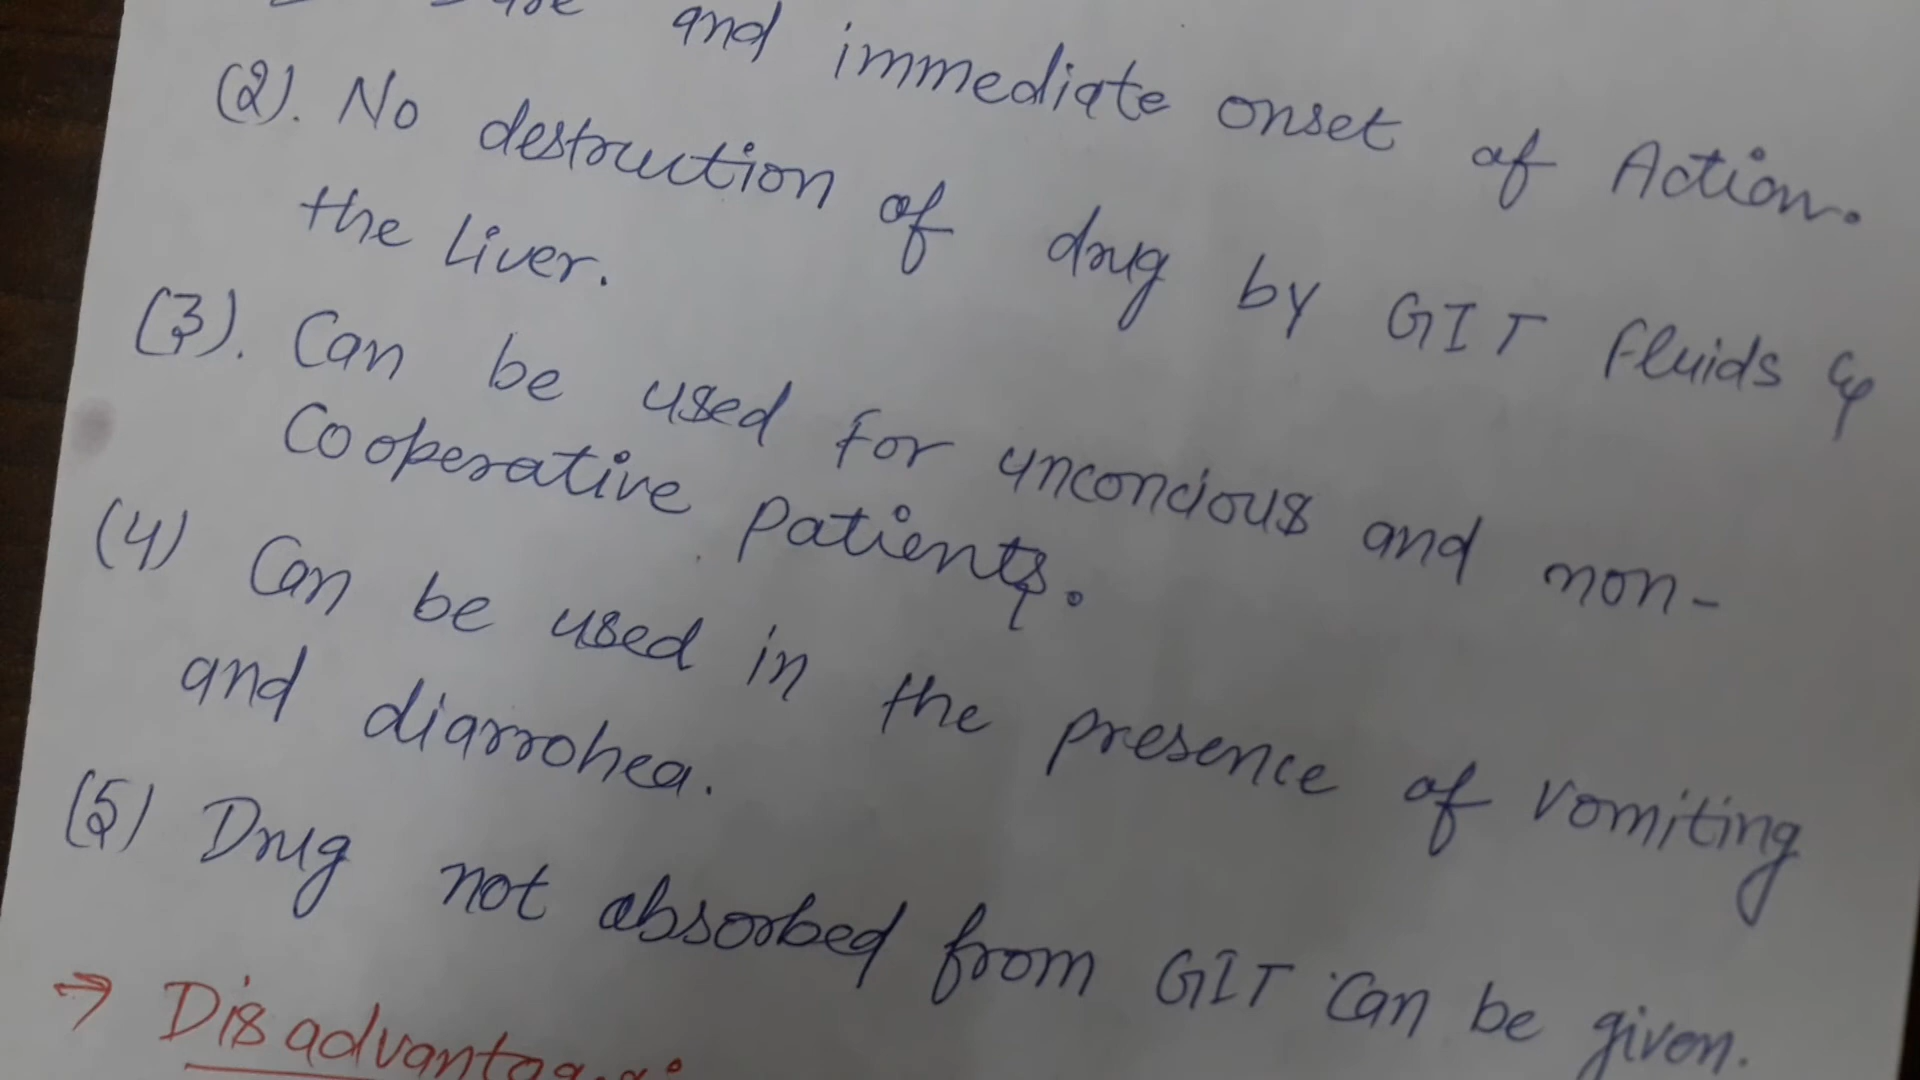 and immediate onset of Action.
(2). No destruction of drug by GIT fluids &
the Liver.
(3). Can be used for unconcious and non-
Cooperative patients.
(4) Can be used in the presence of vomiting
and diarrohea.
(5) Drug not absorbed from GIT Can be given.
→ Disadvantages: